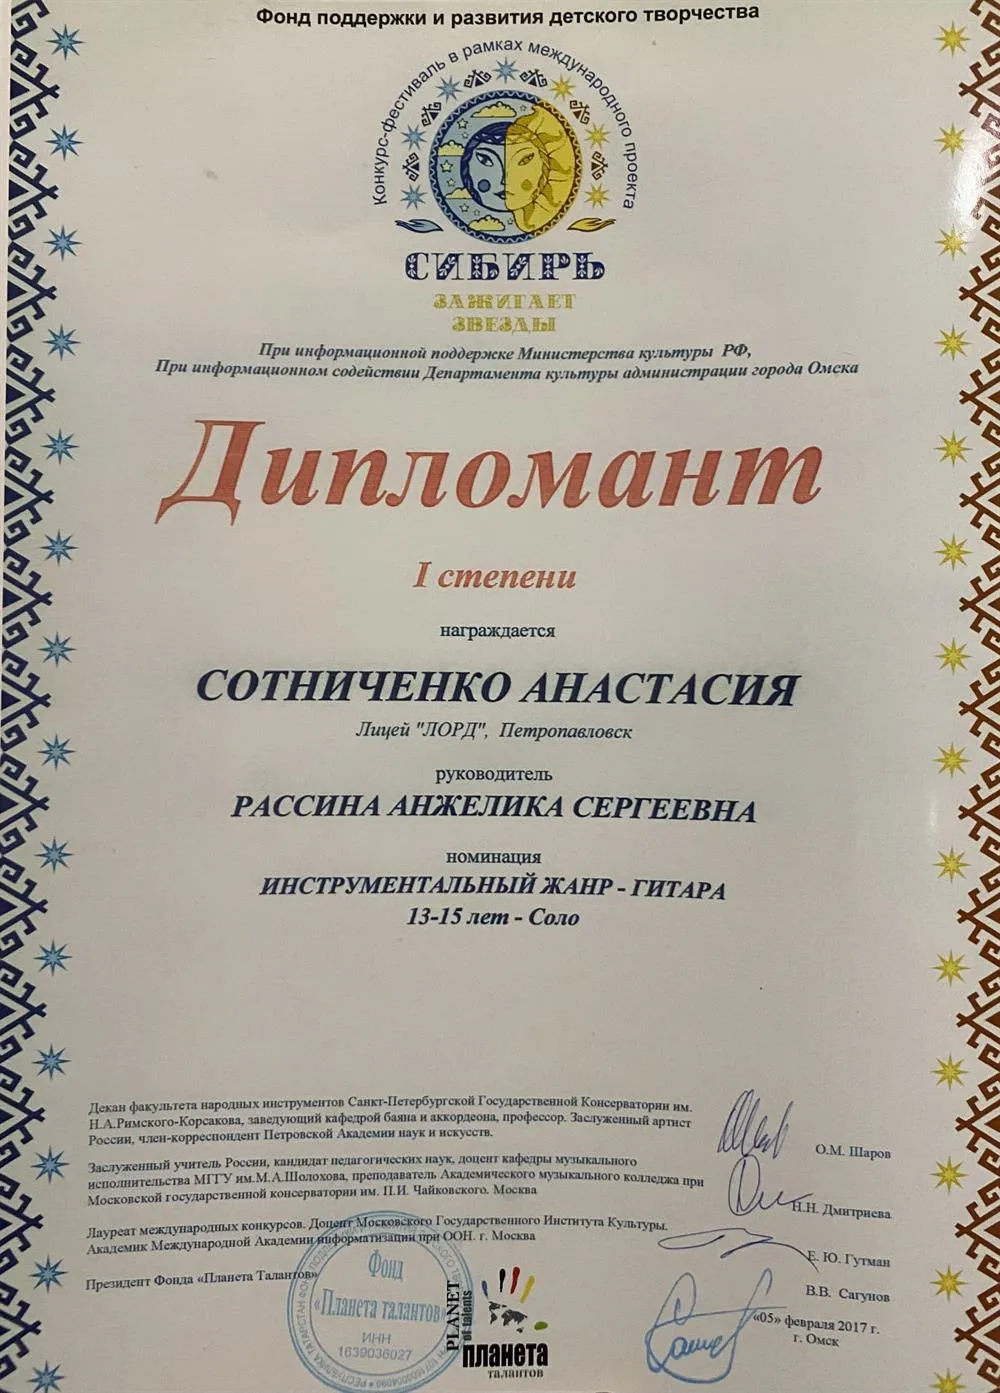 Фонд поддержки и развития детского творчества
Конкурс-фестиваль в рамках международного проекта
СИБИРЬ
ЗАЖИГАЕТ
ЗВЕЗДЫ
При информационной поддержке Министерства культуры РФ,
При информационном содействии Департамента культуры администрации города Омска
Дипломант
I степени
награждается
СОТНИЧЕНКО АНАСТАСИЯ
Лицей "ЛОРД", Петропавловск
руководитель
РАССИНА АНЖЕЛИКА СЕРГЕЕВНА
номинация
ИНСТРУМЕНТАЛЬНЫЙ ЖАНР - ГИТАРА
13-15 лет - Соло
Декан факультета народных инструментов Санкт-Петербургской Государственной Консерватории им.
Н.А.Римского-Корсакова, заведующий кафедрой баяна и аккордеона, профессор. Заслуженный артист
России, член-корреспондент Петровской Академии наук и искусств.
О.М. Шаров
Заслуженный учитель России, кандидат педагогических наук, доцент кафедры музыкального
исполнительства МГГУ им.М.А.Шолохова, преподаватель Академического музыкального колледжа при
Московской государственной консерватории им. П.И. Чайковского. Москва
Н.Н. Дмитриева
Лауреат международных конкурсов. Доцент Московского Государственного Института Культуры.
Академик Международной Академии информатизации при ООН. г. Москва
Е. Ю. Гутман
Президент Фонда «Планета Талантов»
В.В. Сагунов
Фонд
«Планета талантов»
ИНН
1639036027
РЕСПУБЛИКА ТАТАРСТАН
PLANET
of talents
планета
талантов
«05» февраля 2017 г.
г. Омск